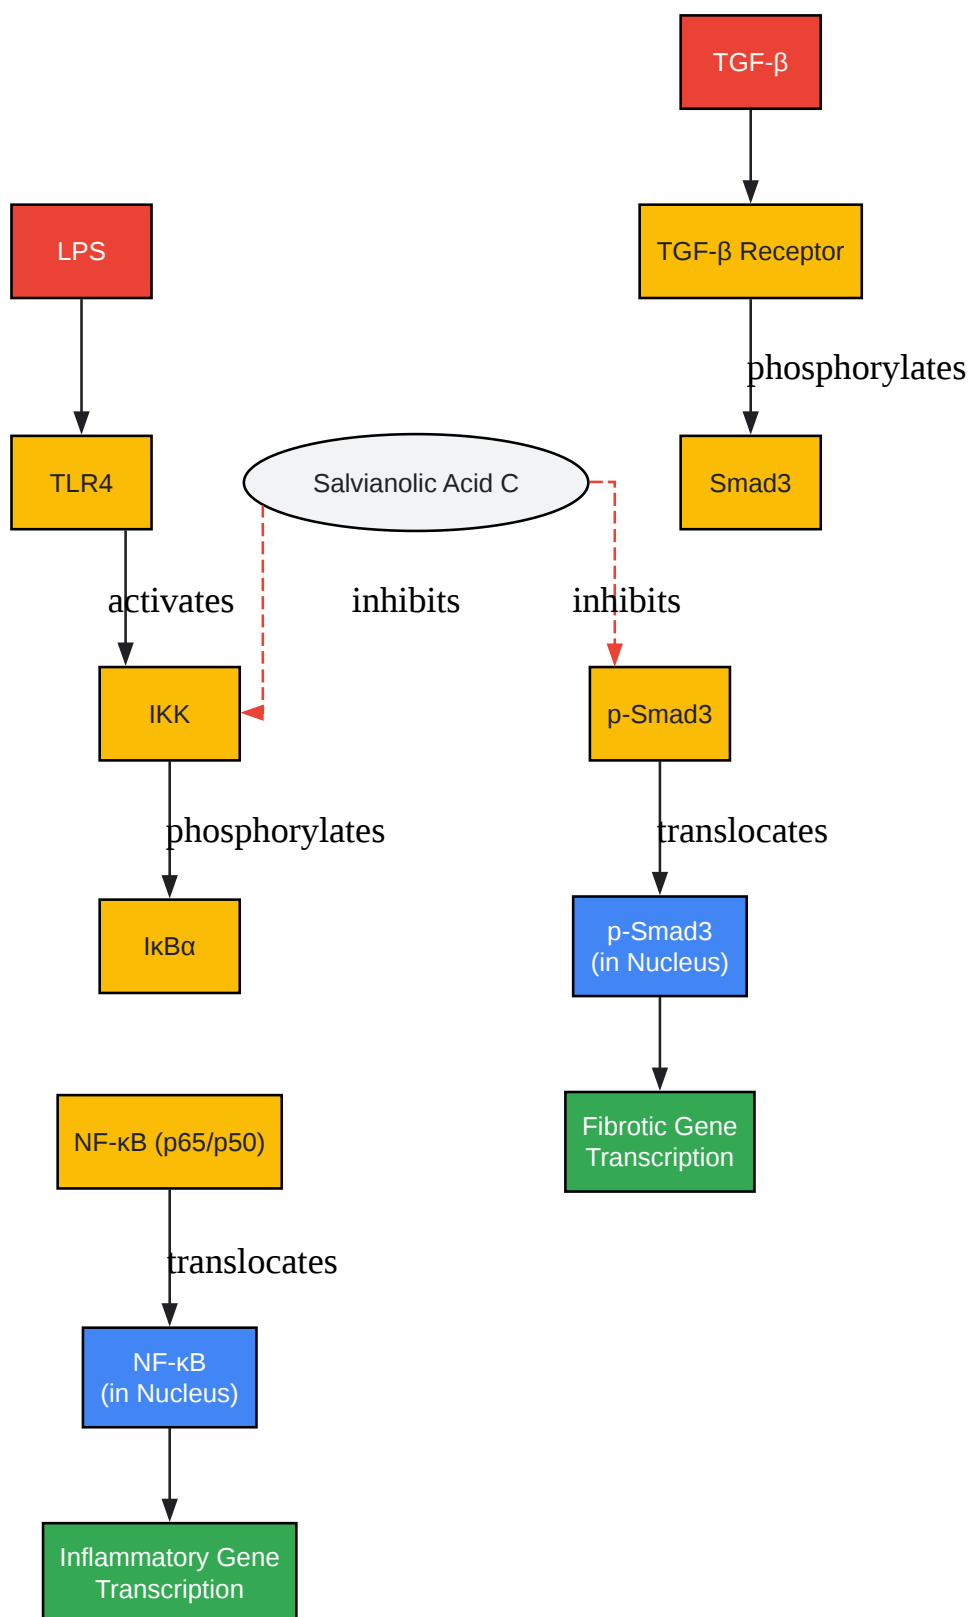 TGF-β
LPS
TGF-β Receptor
phosphorylates
TLR4
Salvianolic Acid C
Smad3
activates
inhibits
inhibits
IKK
p-Smad3
phosphorylates
translocates
IκBα
p-Smad3
(in Nucleus)
NF-κB (p65/p50)
Fibrotic Gene
Transcription
translocates
NF-κB
(in Nucleus)
Inflammatory Gene
Transcription